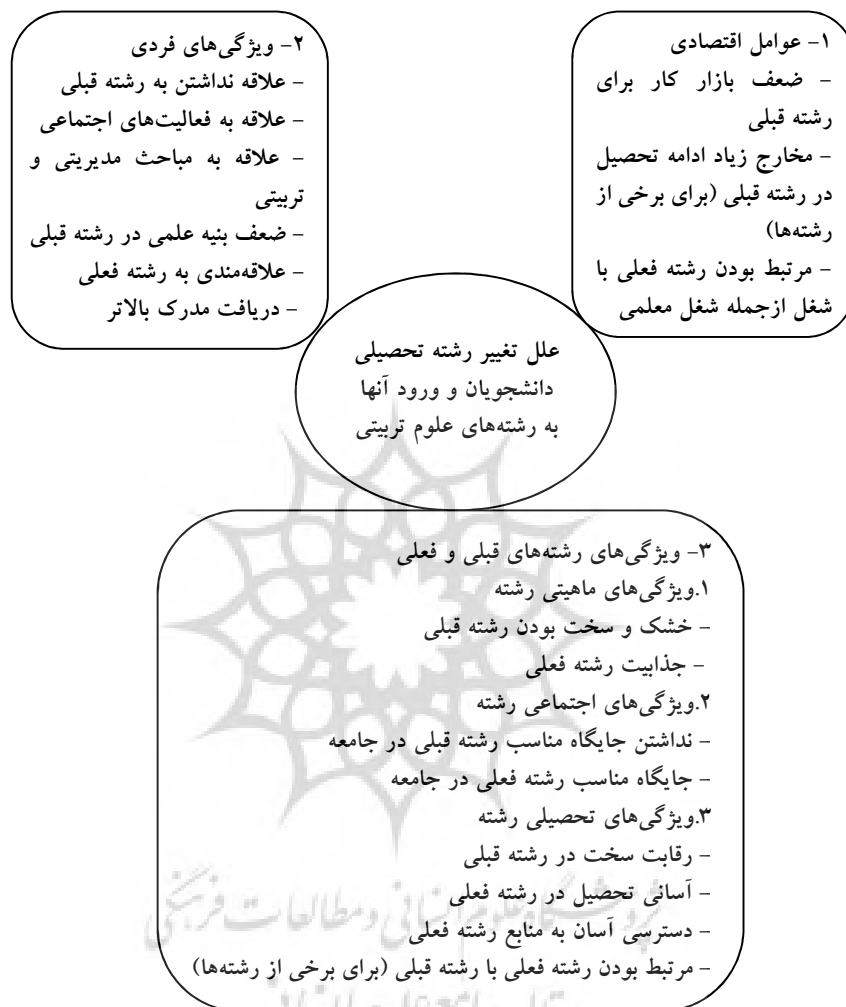 ۱- عوامل اقتصادی
- ضعف بازار کار برای
رشته قبلی
- مخارج زیاد ادامه تحصیل
در رشته قبلی (برای برخی از
رشته‌ها)
- مرتبط بودن رشته فعلی با
شغل ازجمله شغل معلمی
۲- ویژگی‌های فردی
- علاقه نداشتن به رشته قبلی
- علاقه به فعالیت‌های اجتماعی
- علاقه به مباحث مدیریتی و
تربیتی
- ضعف بنیه علمی در رشته قبلی
- علاقه‌مندی به رشته فعلی
- دریافت مدرک بالاتر
علل تغییر رشته تحصیلی
دانشجویان و ورود آنها
به رشته‌های علوم تربیتی
۳- ویژگی‌های رشته‌های قبلی و فعلی
۱.ویژگی‌های ماهیتی رشته
- خشک و سخت بودن رشته قبلی
- جذابیت رشته فعلی
۲.ویژگی‌های اجتماعی رشته
- نداشتن جایگاه مناسب رشته قبلی در جامعه
- جایگاه مناسب رشته فعلی در جامعه
۳.ویژگی‌های تحصیلی رشته
- رقابت سخت در رشته قبلی
- آسانی تحصیل در رشته فعلی
- دسترسی آسان به منابع رشته فعلی
- مرتبط بودن رشته فعلی با رشته قبلی (برای برخی از رشته‌ها)
پژوهشگاه علوم انسانی و مطالعات فرهنگی